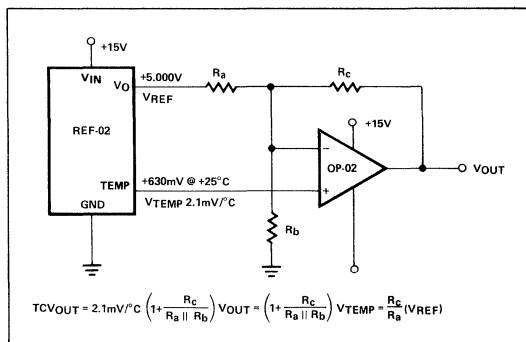 +15V
VIN
VO
+5.000V
VREF
Ra
Rc
REF-02
+15V
−
OP-02
VOUT
TEMP
+630mV @ +25°C
+
VTEMP 2.1mV/°C
GND
Rb
TCVOUT = 2.1mV/°C (1+ Rc / Ra || Rb) VOUT = (1+ Rc / Ra || Rb) VTEMP = Rc / Ra (VREF)